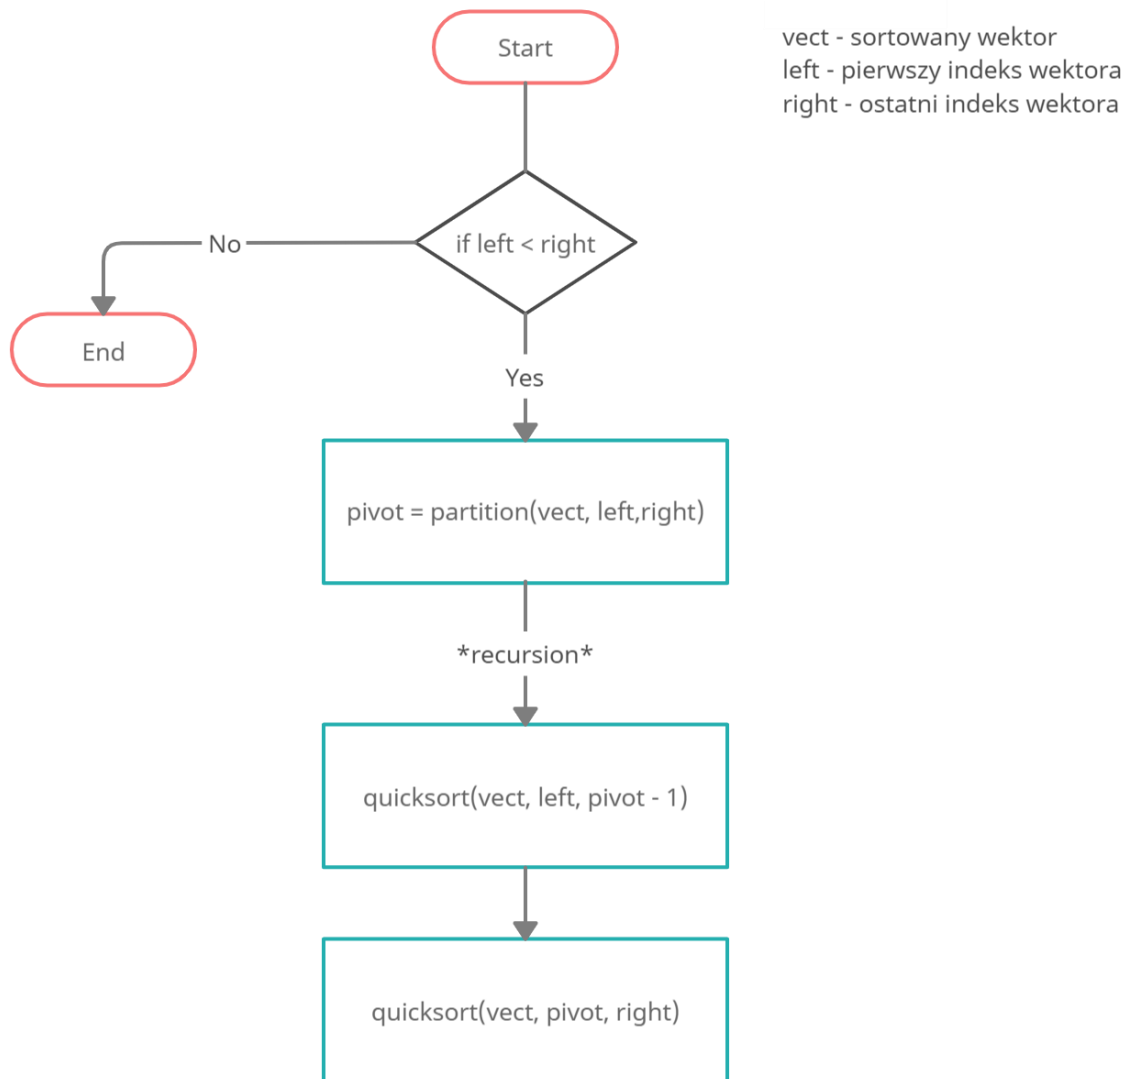 Start
vect - sortowany wektor
left - pierwszy indeks wektora
right - ostatni indeks wektora
if left < right
No
End
Yes
pivot = partition(vect, left,right)
*recursion*
quicksort(vect, left, pivot - 1)
quicksort(vect, pivot, right)